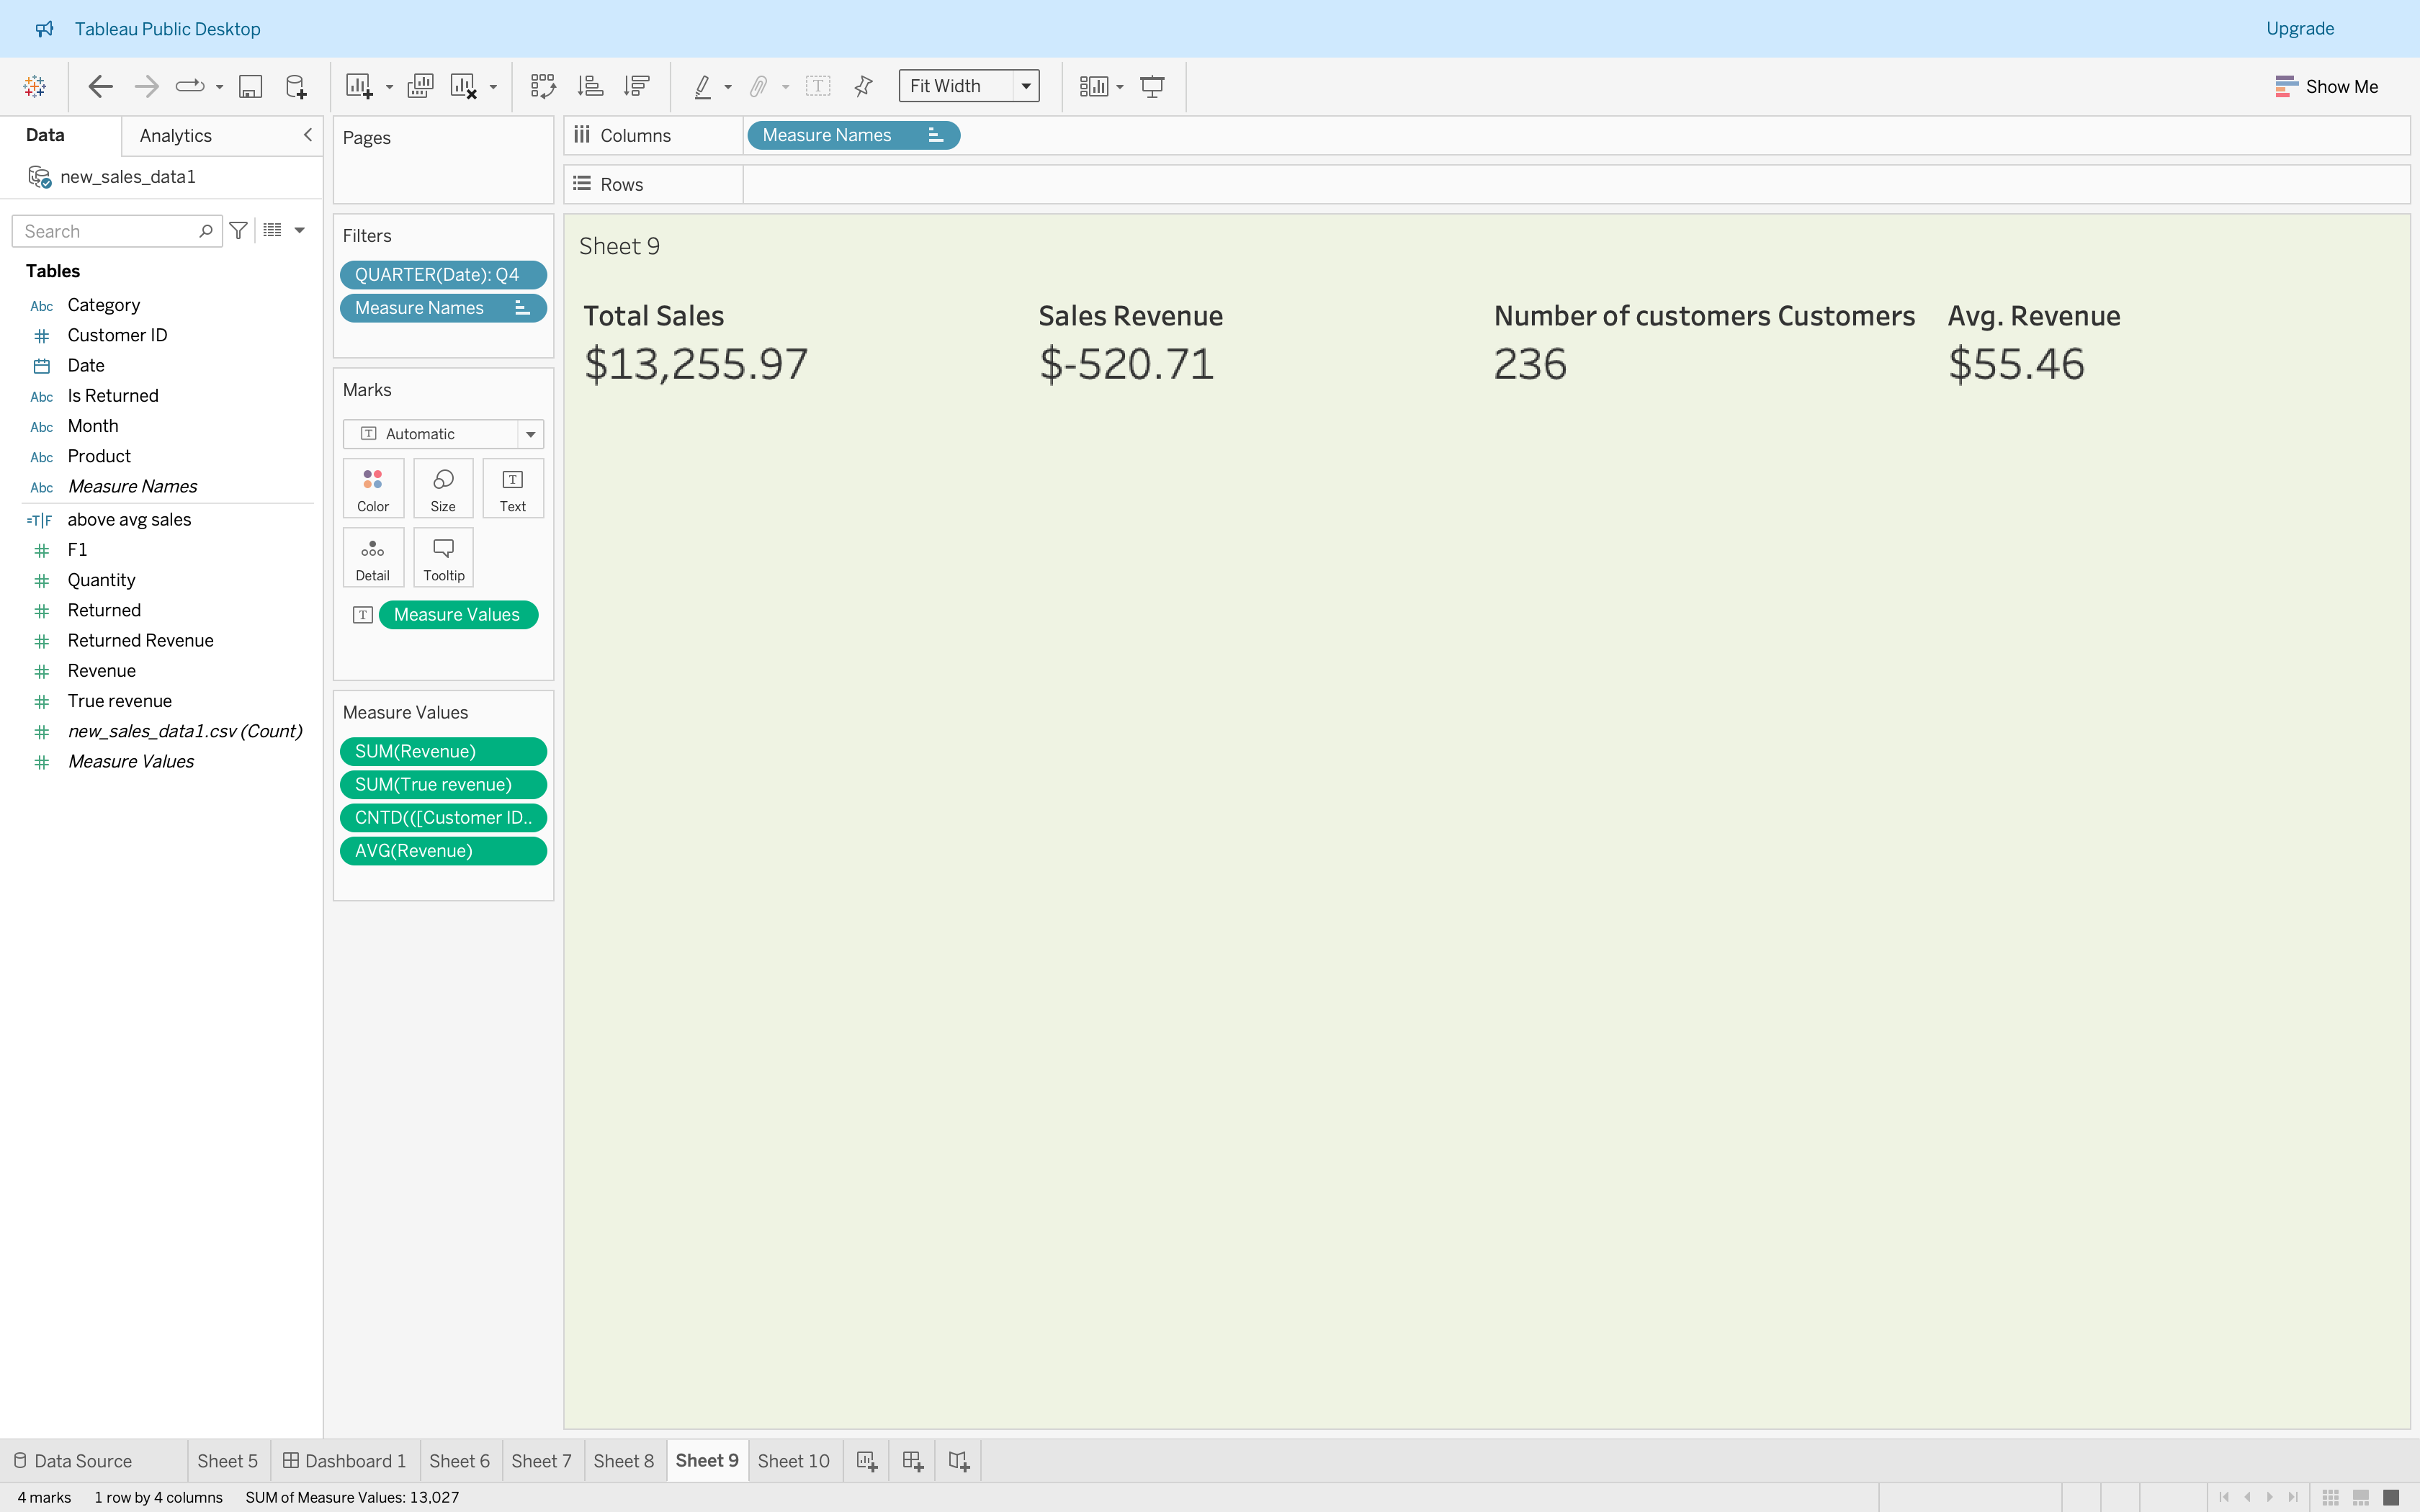 Tableau Public Desktop
Upgrade
Fit Width
Show Me
Data
Analytics
new_sales_data1
Search
Tables
Abc Category
Customer ID
Date
Abc Is Returned
Abc Month
Abc Product
Abc Measure Names
=T|F above avg sales
F1
Quantity
Returned
Returned Revenue
Revenue
True revenue
new_sales_data1.csv (Count)
Measure Values
Pages
Filters
QUARTER(Date): Q4
Measure Names
Marks
T Automatic
Color
Size
T Text
Detail
Tooltip
T Measure Values
Measure Values
SUM(Revenue)
SUM(True revenue)
CNTD(([Customer ID..
AVG(Revenue)
Columns
Measure Names
Rows
Sheet 9
Total Sales
Sales Revenue
Number of customers Customers
Avg. Revenue
$13,255.97
$-520.71
236
$55.46
Data Source
Sheet 5
Dashboard 1
Sheet 6
Sheet 7
Sheet 8
Sheet 9
Sheet 10
4 marks
1 row by 4 columns
SUM of Measure Values: 13,027